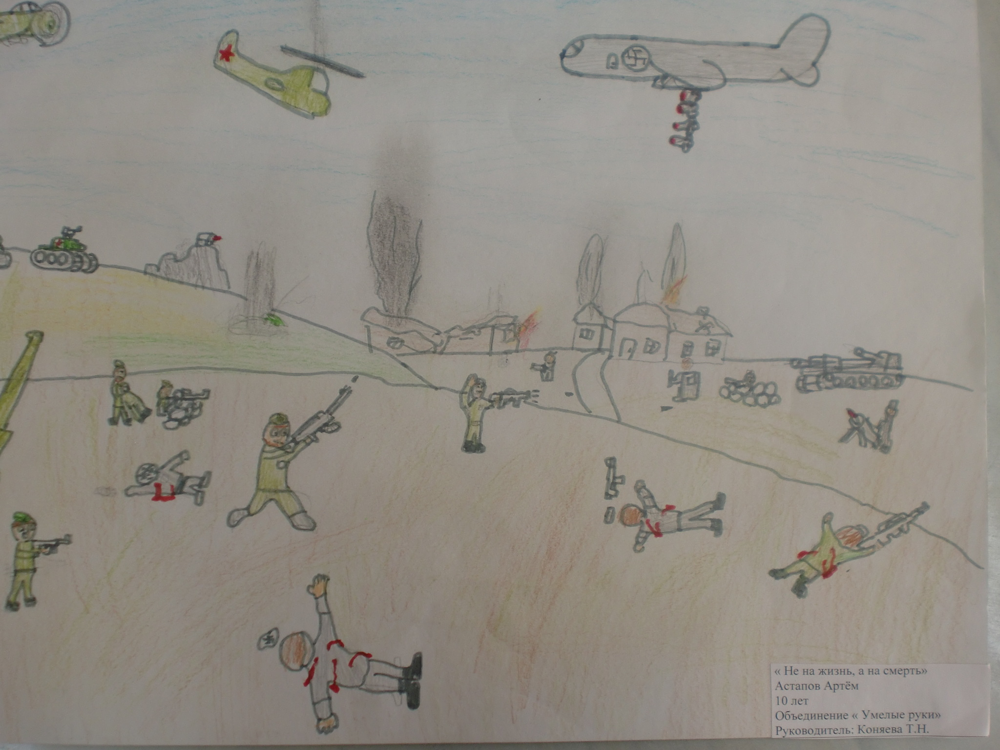 « Не на жизнь, а на смерть»
Астапов Артём
10 лет
Объединение « Умелые руки»
Руководитель: Коняева Т.Н.